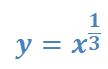 y = x^{1/3}